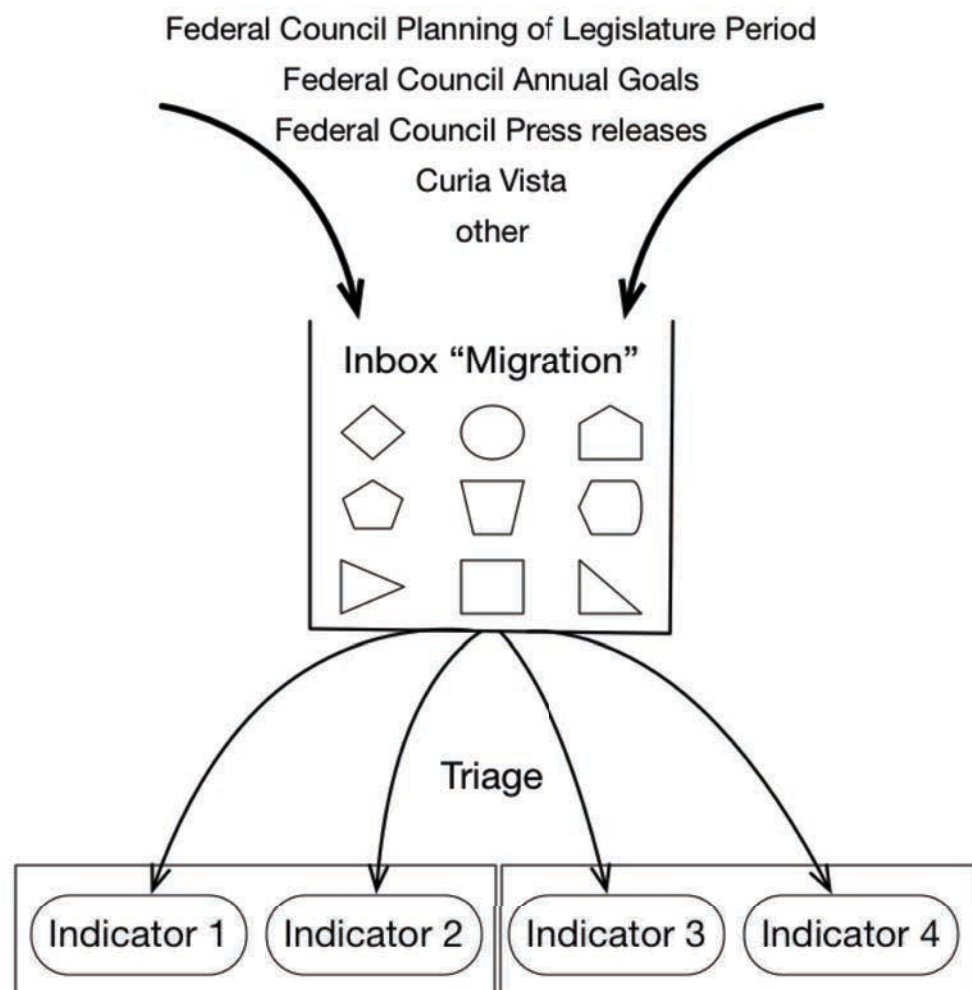 Federal Council Planning of Legislature Period
Federal Council Annual Goals
Federal Council Press releases
Curia Vista
other
Inbox “Migration”
Triage
Indicator 1
Indicator 2
Indicator 3
Indicator 4